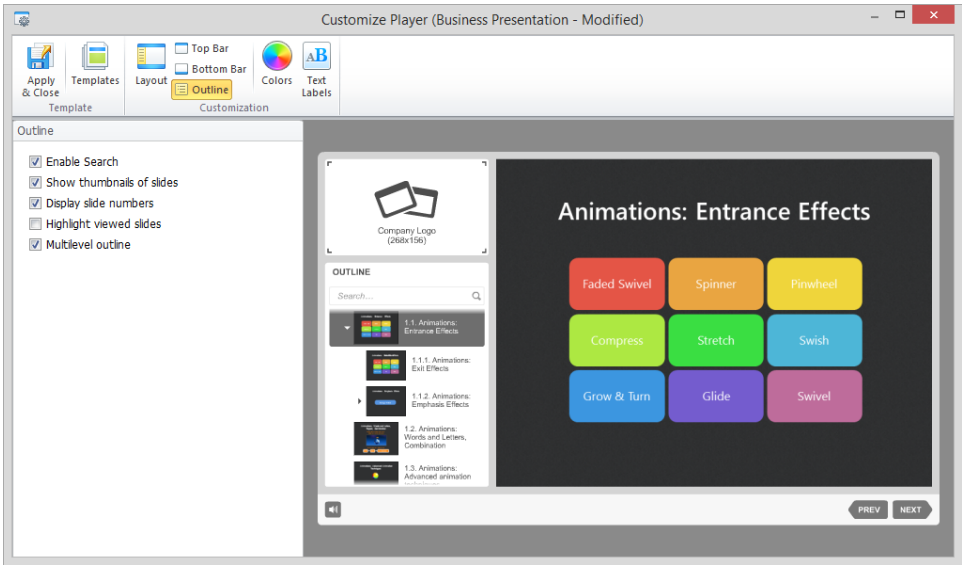 Customize Player (Business Presentation - Modified)
Apply
& Close
Templates
Layout
Top Bar
Bottom Bar
Outline
Colors
Text
Labels
Template
Customization
Outline
Enable Search
Show thumbnails of slides
Display slide numbers
Highlight viewed slides
Multilevel outline
Company Logo
(268x156)
OUTLINE
Search...
1.1. Animations:
Entrance Effects
1.1.1. Animations:
Exit Effects
1.1.2. Animations:
Emphasis Effects
1.2. Animations:
Words and Letters,
Combination
1.3. Animations:
Advanced animation
Animations: Entrance Effects
Faded Swivel
Spinner
Pinwheel
Compress
Stretch
Swish
Grow & Turn
Glide
Swivel
PREV
NEXT